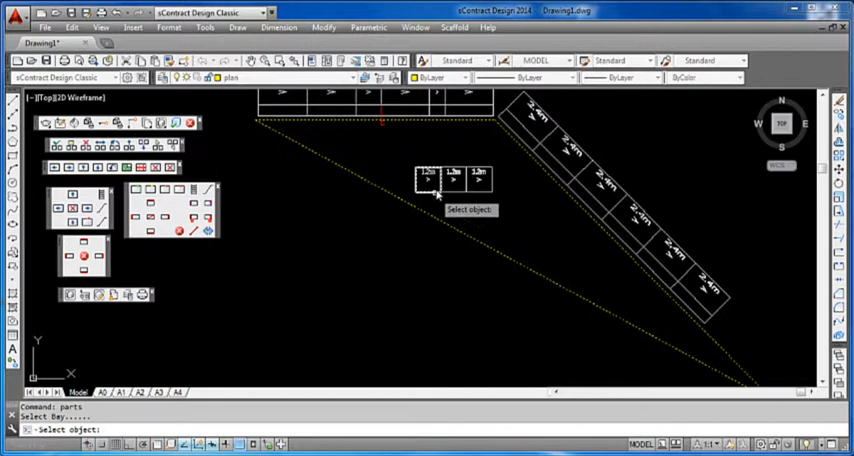 sContract Design Classic
sContract Design 2014 Drawing1.dwg
File Edit View Insert Format Tools Draw Dimension Modify Parametric Window Scaffold Help
Drawing1*
Standard MODEL Standard Standard
sContract Design Classic plan ByLayer ByLayer ByLayer ByColor
[−][Top][2D Wireframe]
N
W TOP E
S
WCS
2.4m
2.4m
2.4m
2.4m
2.4m
2.4m
1.2m 1.2m 1.2m
Select object:
Y
X
Model A0 A1 A2 A3 A4
Command: parts
Select Bay......
Select object:
MODEL 1:1